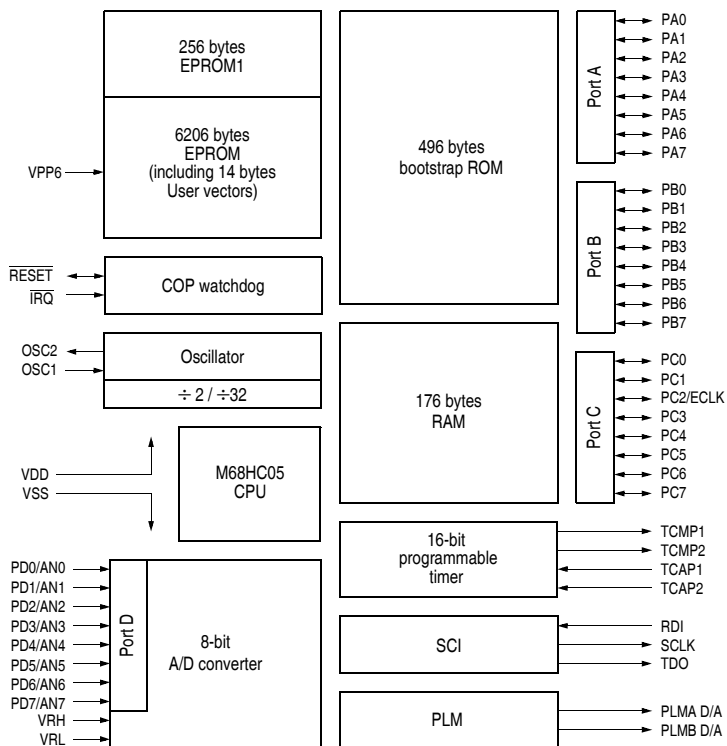 256 bytes
EPROM1
6206 bytes
EPROM
(including 14 bytes
User vectors)
VPP6
496 bytes
bootstrap ROM
Port A
PA0
PA1
PA2
PA3
PA4
PA5
PA6
PA7
Port B
PB0
PB1
PB2
PB3
PB4
PB5
PB6
PB7
RESET
IRQ
COP watchdog
OSC2
OSC1
Oscillator
÷ 2 / ÷32
176 bytes
RAM
Port C
PC0
PC1
PC2/ECLK
PC3
PC4
PC5
PC6
PC7
VDD
VSS
M68HC05
CPU
16-bit
programmable
timer
TCMP1
TCMP2
TCAP1
TCAP2
PD0/AN0
PD1/AN1
PD2/AN2
PD3/AN3
PD4/AN4
PD5/AN5
PD6/AN6
PD7/AN7
VRH
VRL
Port D
8-bit
A/D converter
SCI
RDI
SCLK
TDO
PLM
PLMA D/A
PLMB D/A